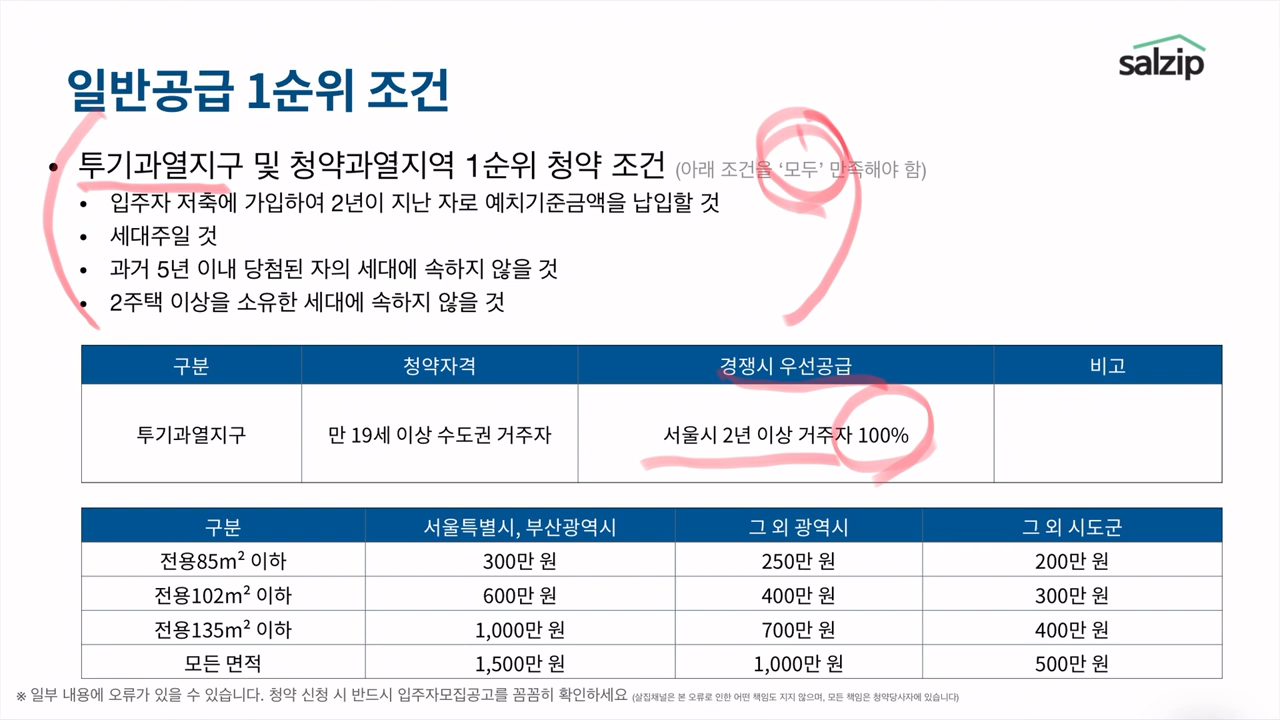 salzip
일반공급 1순위 조건
• 투기과열지구 및 청약과열지역 1순위 청약 조건 (아래 조건을 ‘모두’ 만족해야 함)
• 입주자 저축에 가입하여 2년이 지난 자로 예치기준금액을 납입할 것
• 세대주일 것
• 과거 5년 이내 당첨된 자의 세대에 속하지 않을 것
• 2주택 이상을 소유한 세대에 속하지 않을 것
구분 청약자격 경쟁시 우선공급 비고
투기과열지구 만 19세 이상 수도권 거주자 서울시 2년 이상 거주자 100%
구분 서울특별시, 부산광역시 그 외 광역시 그 외 시도군
전용85m² 이하 300만 원 250만 원 200만 원
전용102m² 이하 600만 원 400만 원 300만 원
전용135m² 이하 1,000만 원 700만 원 400만 원
모든 면적 1,500만 원 1,000만 원 500만 원
※ 일부 내용에 오류가 있을 수 있습니다. 청약 신청 시 반드시 입주자모집공고를 꼼꼼히 확인하세요 (살집채널은 본 오류로 인한 어떤 책임도 지지 않으며, 모든 책임은 청약당사자에 있습니다)